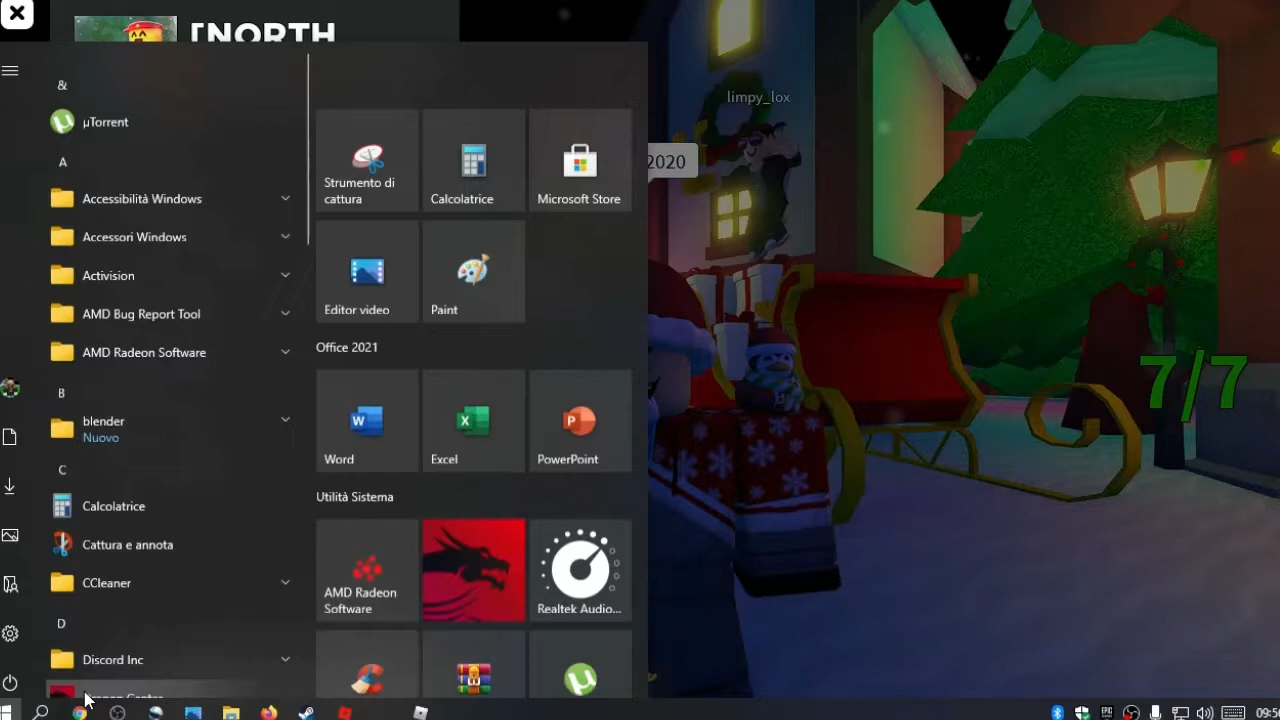 [NORTH
&
µTorrent
A
Accessibilità Windows
Accessori Windows
Activision
AMD Bug Report Tool
AMD Radeon Software
B
blender
Nuovo
C
Calcolatrice
Cattura e annota
CCleaner
D
Discord Inc
Strumento di
cattura
Calcolatrice
Microsoft Store
Editor video
Paint
Office 2021
Word
Excel
PowerPoint
Utilità Sistema
AMD Radeon
Software
Realtek Audio...
limpy_lox
2020
7/7